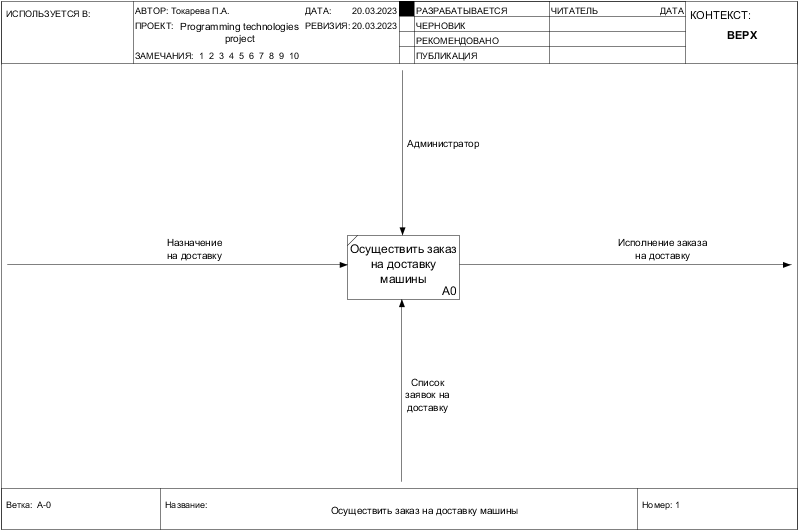 ИСПОЛЬЗУЕТСЯ В:
АВТОР: Токарева П.А.
ДАТА: 20.03.2023
ПРОЕКТ: Programming technologies
project
РЕВИЗИЯ: 20.03.2023
ЗАМЕЧАНИЯ: 1 2 3 4 5 6 7 8 9 10
РАЗРАБАТЫВАЕТСЯ
ЧЕРНОВИК
РЕКОМЕНДОВАНО
ПУБЛИКАЦИЯ
ЧИТАТЕЛЬ ДАТА
КОНТЕКСТ:
ВЕРХ
Администратор
Назначение
на доставку
Осуществить заказ
на доставку
машины
A0
Исполнение заказа
на доставку
Список
заявок на
доставку
Ветка: A-0
Название:
Осуществить заказ на доставку машины
Номер: 1